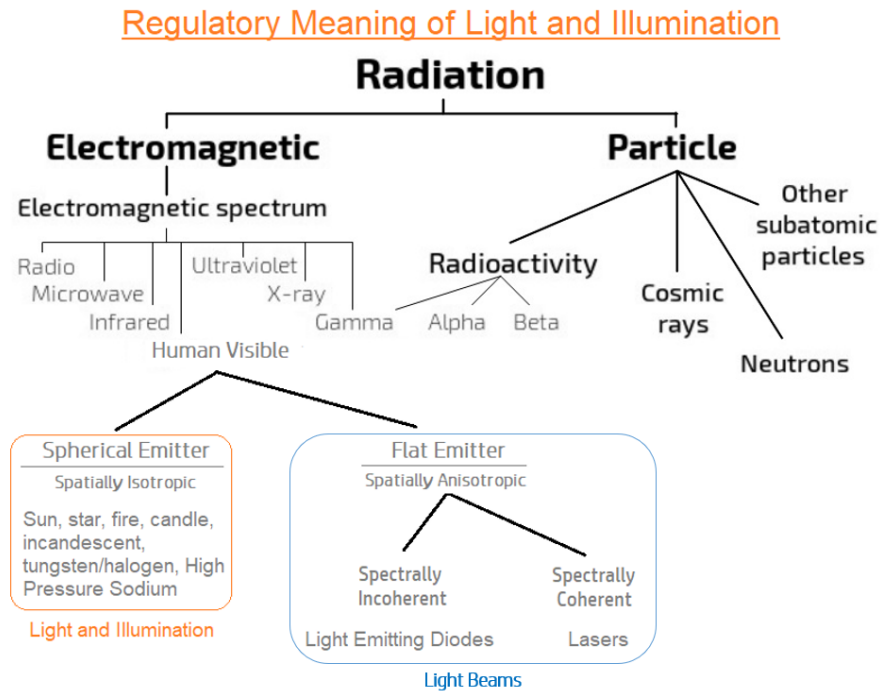 Regulatory Meaning of Light and Illumination
Radiation
Electromagnetic
Particle
Electromagnetic spectrum
Radio
Microwave
Infrared
Human Visible
Ultraviolet
X-ray
Gamma
Radioactivity
Alpha
Beta
Cosmic
rays
Neutrons
Other
subatomic
particles
Spherical Emitter
Spatially Isotropic
Sun, star, fire, candle,
incandescent,
tungsten/halogen, High
Pressure Sodium
Light and Illumination
Flat Emitter
Spatially Anisotropic
Spectrally
Incoherent
Light Emitting Diodes
Spectrally
Coherent
Lasers
Light Beams